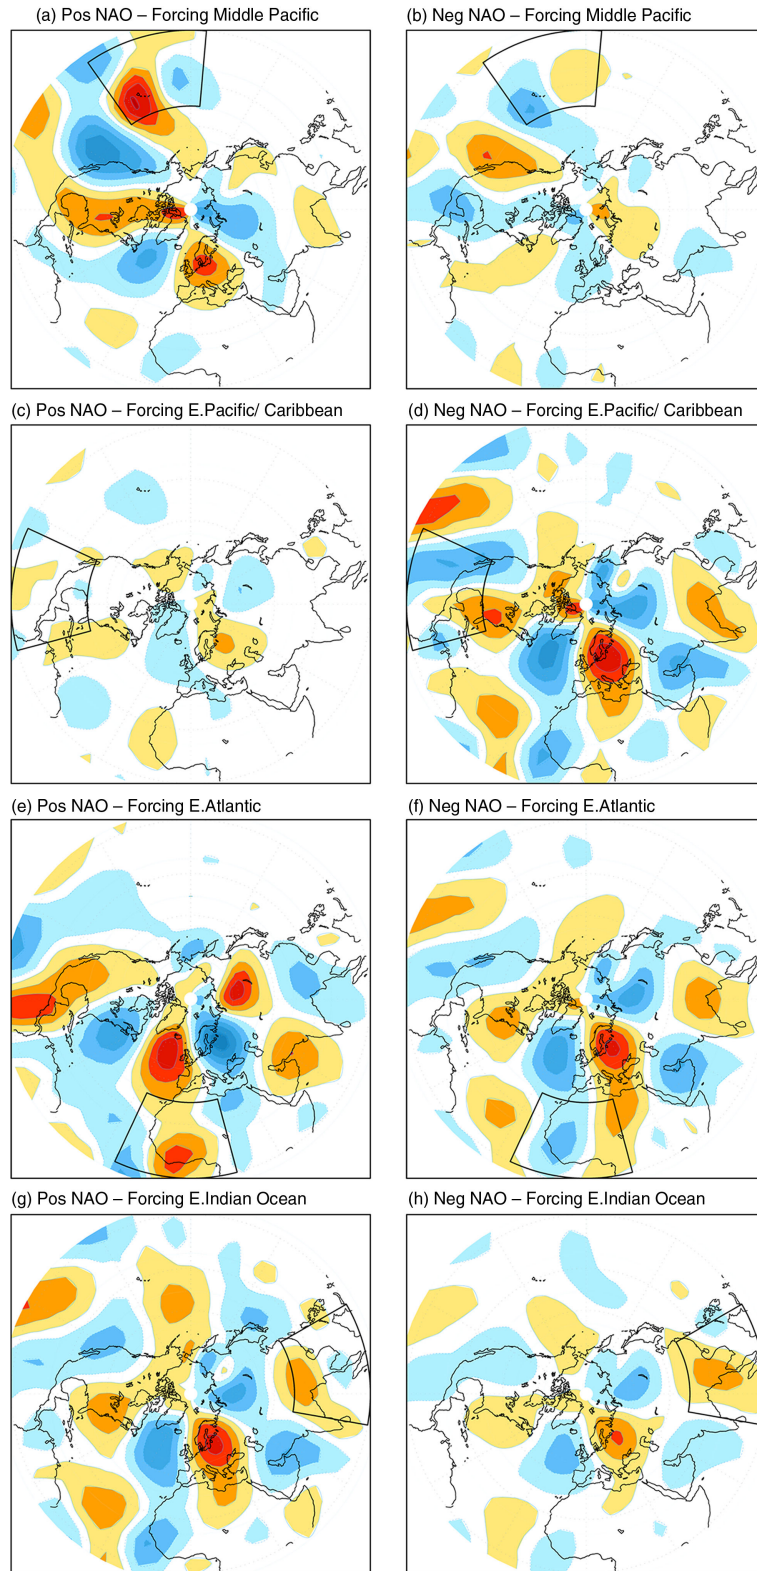 (a) Pos NAO – Forcing Middle Pacific
(b) Neg NAO – Forcing Middle Pacific
(c) Pos NAO – Forcing E.Pacific/ Caribbean
(d) Neg NAO – Forcing E.Pacific/ Caribbean
(e) Pos NAO – Forcing E.Atlantic
(f) Neg NAO – Forcing E.Atlantic
(g) Pos NAO – Forcing E.Indian Ocean
(h) Neg NAO – Forcing E.Indian Ocean